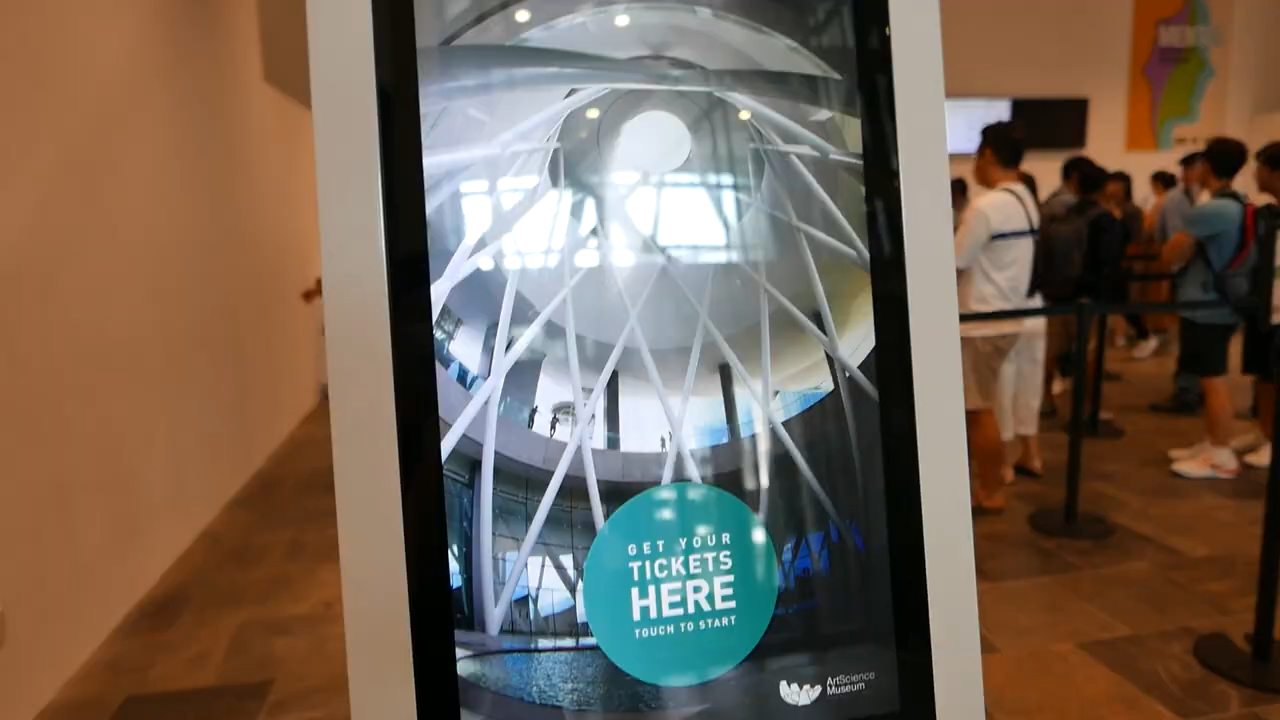 GET YOUR
TICKETS
HERE
TOUCH TO START
ArtScience
Museum